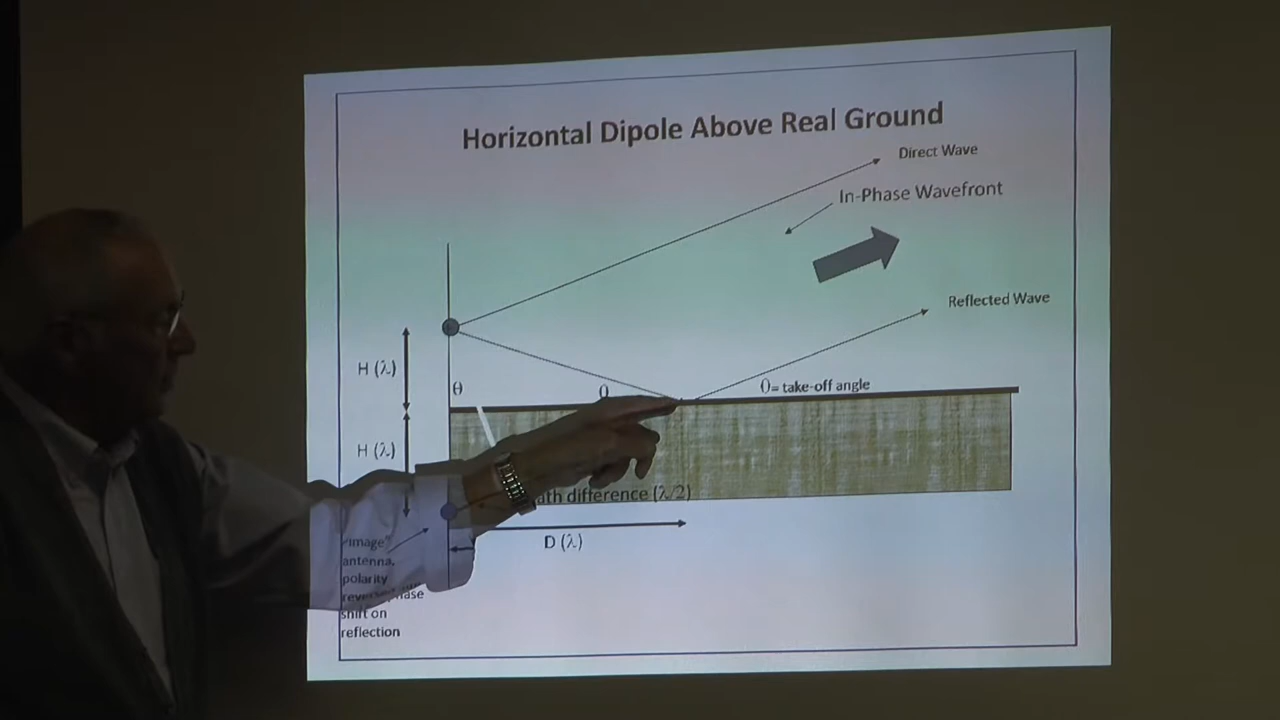 Horizontal Dipole Above Real Ground
Direct Wave
In-Phase Wavefront
Reflected Wave
H (λ)
θ
θ= take-off angle
H (λ)
difference (λ/2)
D (λ)
image
antenna,
polarity
shift on
reflection